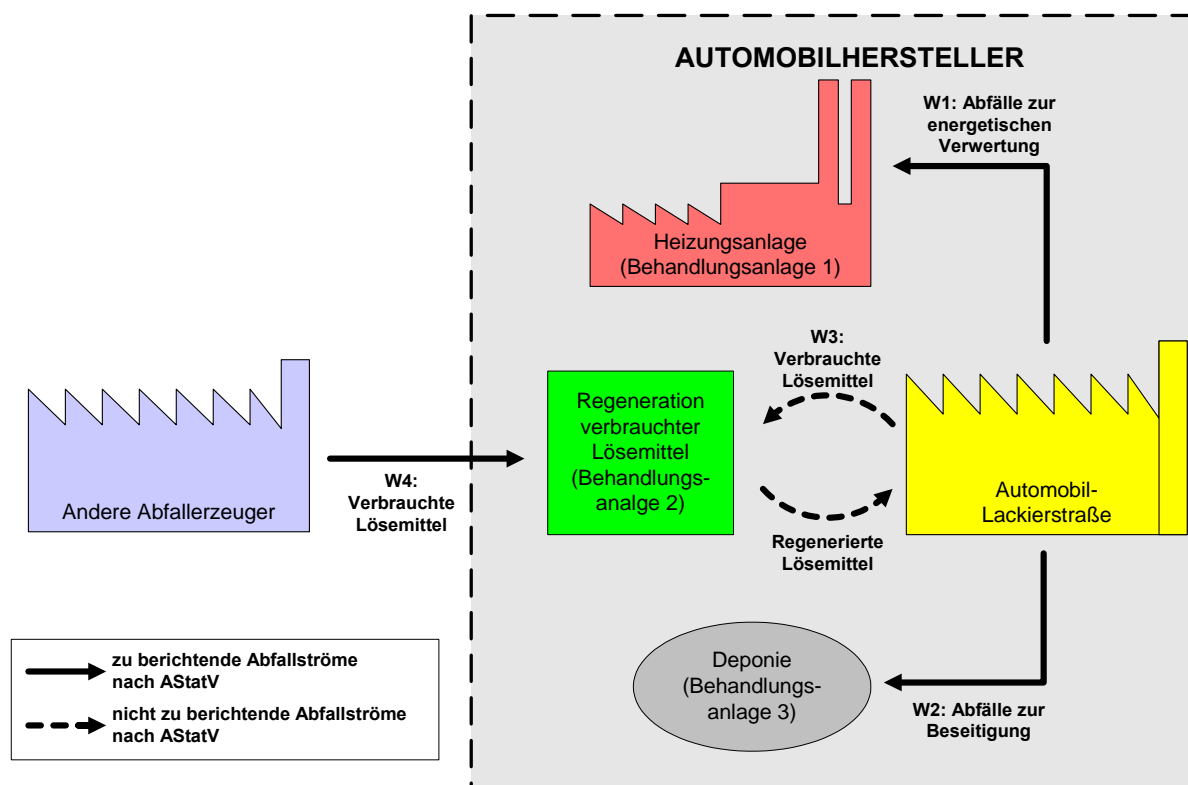 AUTOMOBILHERSTELLER
W1: Abfälle zur
energetischen
Verwertung
Heizungsanlage
(Behandlungsanlage 1)
W3:
Verbrauchte
Lösemittel
Regeneration
verbrauchter
Lösemittel
(Behandlungs-
analge 2)
W4:
Verbrauchte
Lösemittel
Andere Abfallerzeuger
Automobil-
Lackierstraße
Regenerierte
Lösemittel
Deponie
(Behandlungs-
anlage 3)
W2: Abfälle zur
Beseitigung
zu berichtende Abfallströme
nach AStatV
nicht zu berichtende Abfallströme
nach AStatV